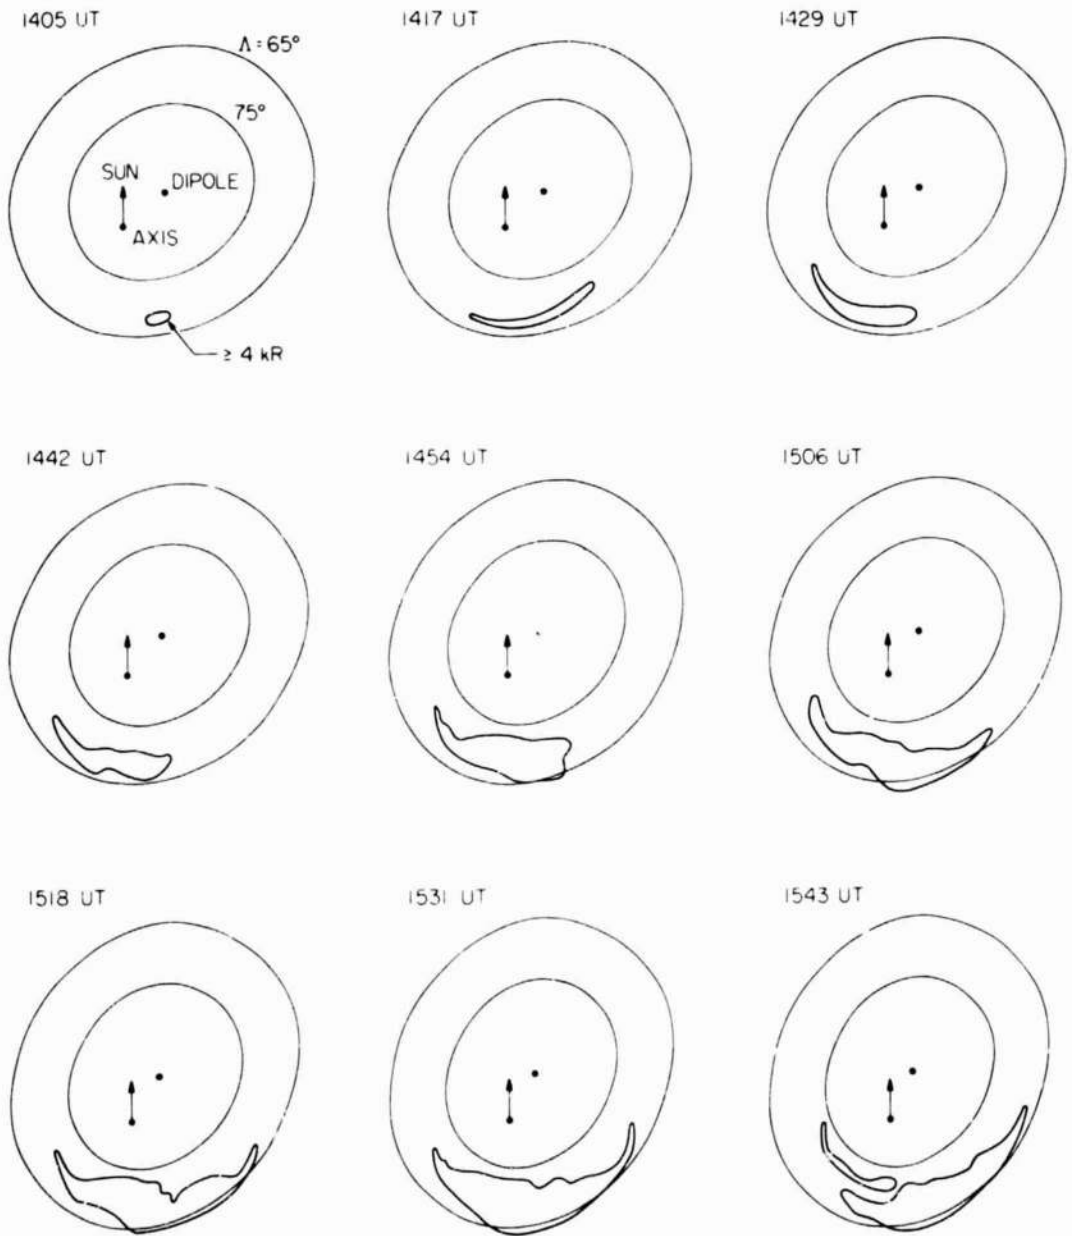 1405 UT
1417 UT
1429 UT
Λ = 65°
75°
SUN
DIPOLE
AXIS
≥ 4 kR
1442 UT
1454 UT
1506 UT
1518 UT
1531 UT
1543 UT